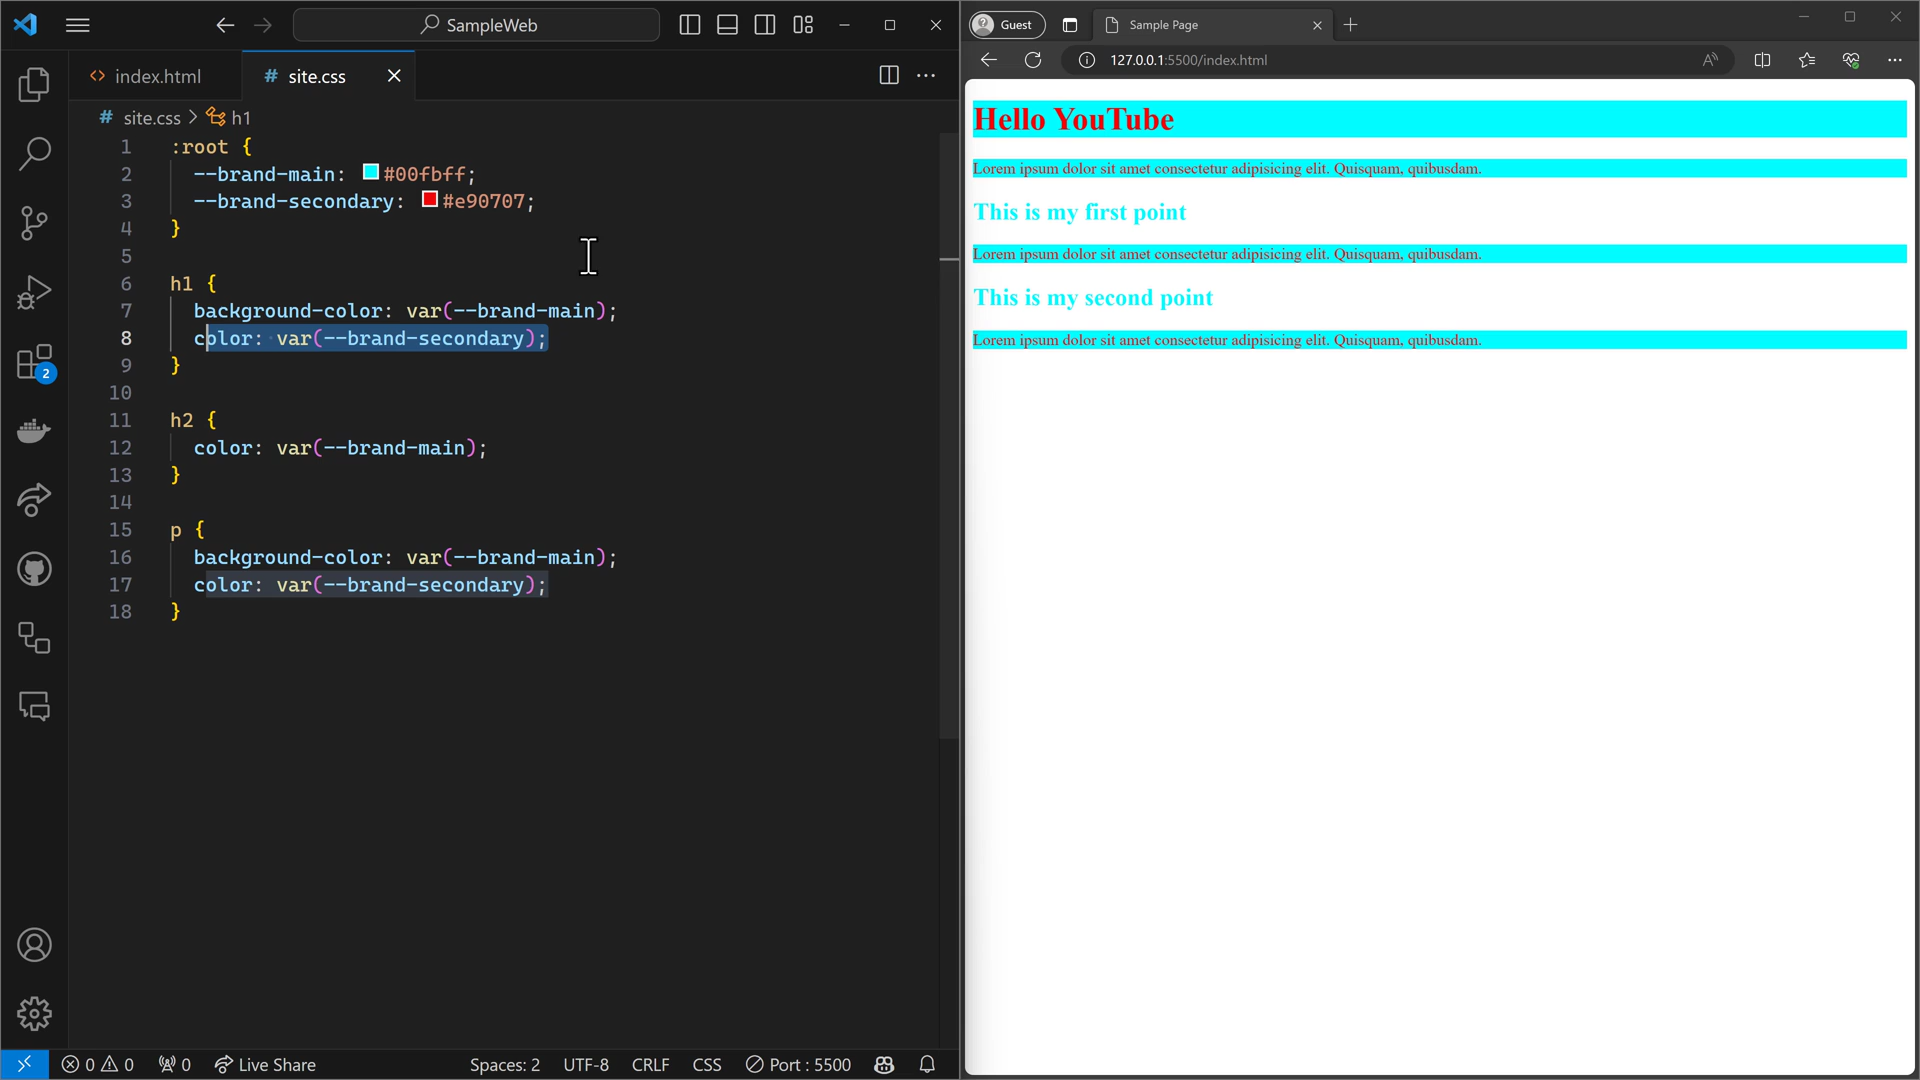 SampleWeb
index.html
# site.css
# site.css > h1
1 :root {
2 --brand-main: #00fbff;
3 --brand-secondary: #e90707;
4 }
5
6 h1 {
7 background-color: var(--brand-main);
8 color: var(--brand-secondary);
9 }
10
11 h2 {
12 color: var(--brand-main);
13 }
14
15 p {
16 background-color: var(--brand-main);
17 color: var(--brand-secondary);
18 }
2
0 0
0
Live Share
Spaces: 2
UTF-8
CRLF
CSS
Port : 5500
Guest
Sample Page
127.0.0.1:5500/index.html
Hello YouTube
Lorem ipsum dolor sit amet consectetur adipisicing elit. Quisquam, quibusdam.
This is my first point
Lorem ipsum dolor sit amet consectetur adipisicing elit. Quisquam, quibusdam.
This is my second point
Lorem ipsum dolor sit amet consectetur adipisicing elit. Quisquam, quibusdam.